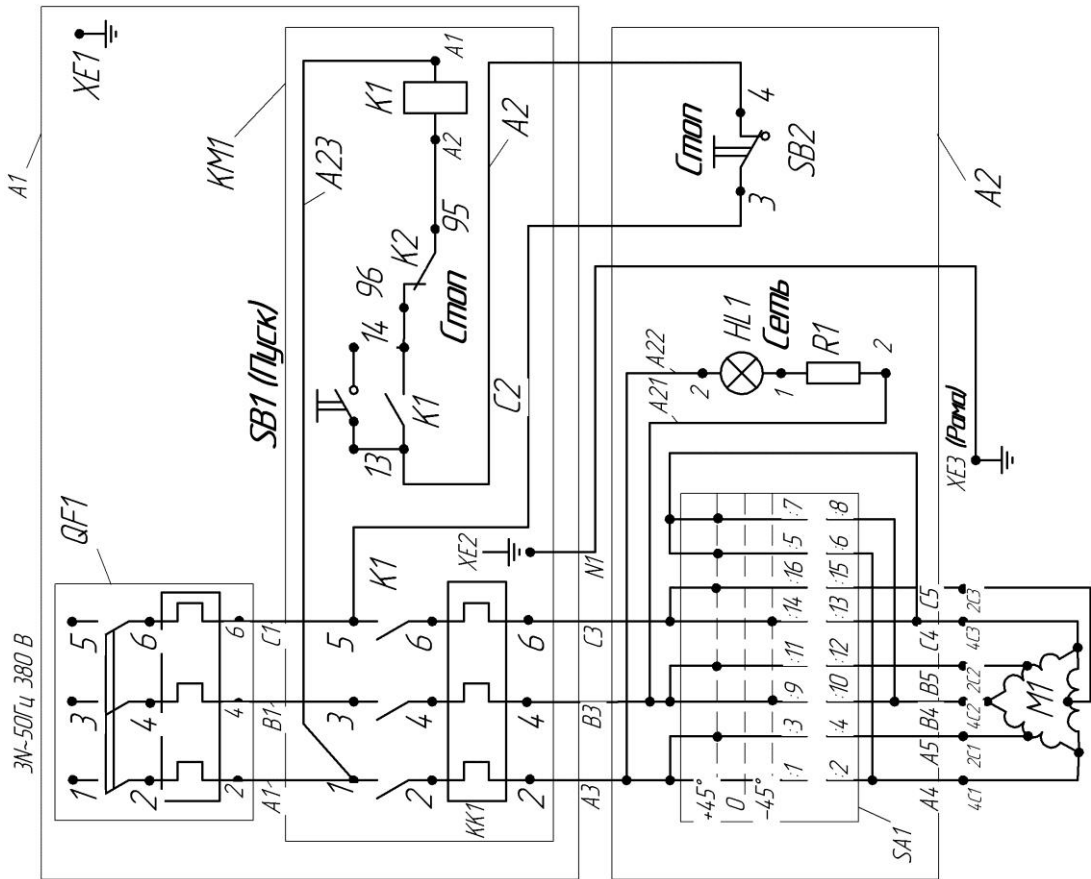 3N~50Гц 380 В
QF1
A1
XE1
1
3
5
2
4
6
2
4
6
A1
B1
C1
SB1 (Пуск)
KM1
A23
1
3
5
K1
2
4
6
KK1
2
4
6
13
14
96
K1
K2
Стоп
95
A2
K1
A1
A2
C2
XE2
N1
A3
B3
C3
A21
A22
2
HL1
Сеть
1
R1
2
Стоп
3
4
SB2
A2
+45°
0
-45°
:1
:3
:9
:11
:14
:16
:5
:7
:2
:4
:10
:12
:13
:15
:6
:8
SA1
A4
A5
B4
B5
C4
C5
4C1
2C1
4C2
2C2
4C3
2C3
M1
XE3 (Рама)